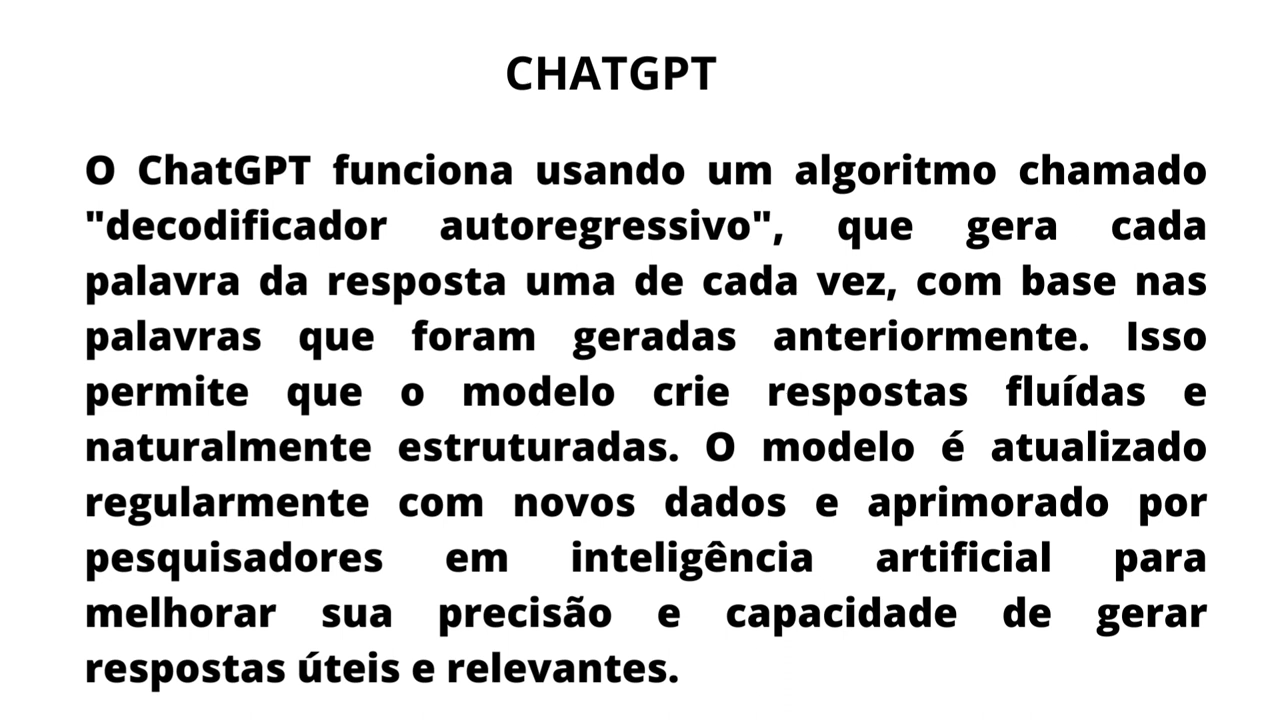 CHATGPT
O ChatGPT funciona usando um algoritmo chamado
"decodificador autoregressivo", que gera cada
palavra da resposta uma de cada vez, com base nas
palavras que foram geradas anteriormente. Isso
permite que o modelo crie respostas fluídas e
naturalmente estruturadas. O modelo é atualizado
regularmente com novos dados e aprimorado por
pesquisadores em inteligência artificial para
melhorar sua precisão e capacidade de gerar
respostas úteis e relevantes.